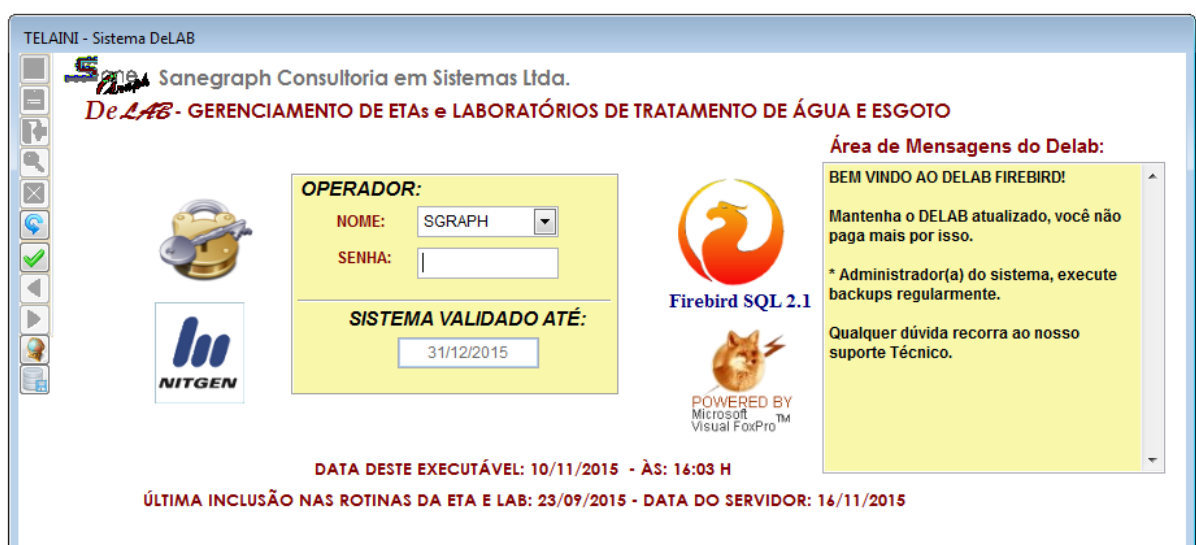 TELAINI - Sistema DeLAB
Sane Graph Sanegraph Consultoria em Sistemas Ltda.
DeLAB - GERENCIAMENTO DE ETAs e LABORATÓRIOS DE TRATAMENTO DE ÁGUA E ESGOTO
Área de Mensagens do Delab:
OPERADOR:
NOME: SGRAPH
SENHA:
SISTEMA VALIDADO ATÉ:
31/12/2015
NITGEN
Firebird SQL 2.1
POWERED BY
Microsoft
Visual FoxPro TM
BEM VINDO AO DELAB FIREBIRD!
Mantenha o DELAB atualizado, você não
paga mais por isso.
* Administrador(a) do sistema, execute
backups regularmente.
Qualquer dúvida recorra ao nosso
suporte Técnico.
DATA DESTE EXECUTÁVEL: 10/11/2015 - ÀS: 16:03 H
ÚLTIMA INCLUSÃO NAS ROTINAS DA ETA E LAB: 23/09/2015 - DATA DO SERVIDOR: 16/11/2015